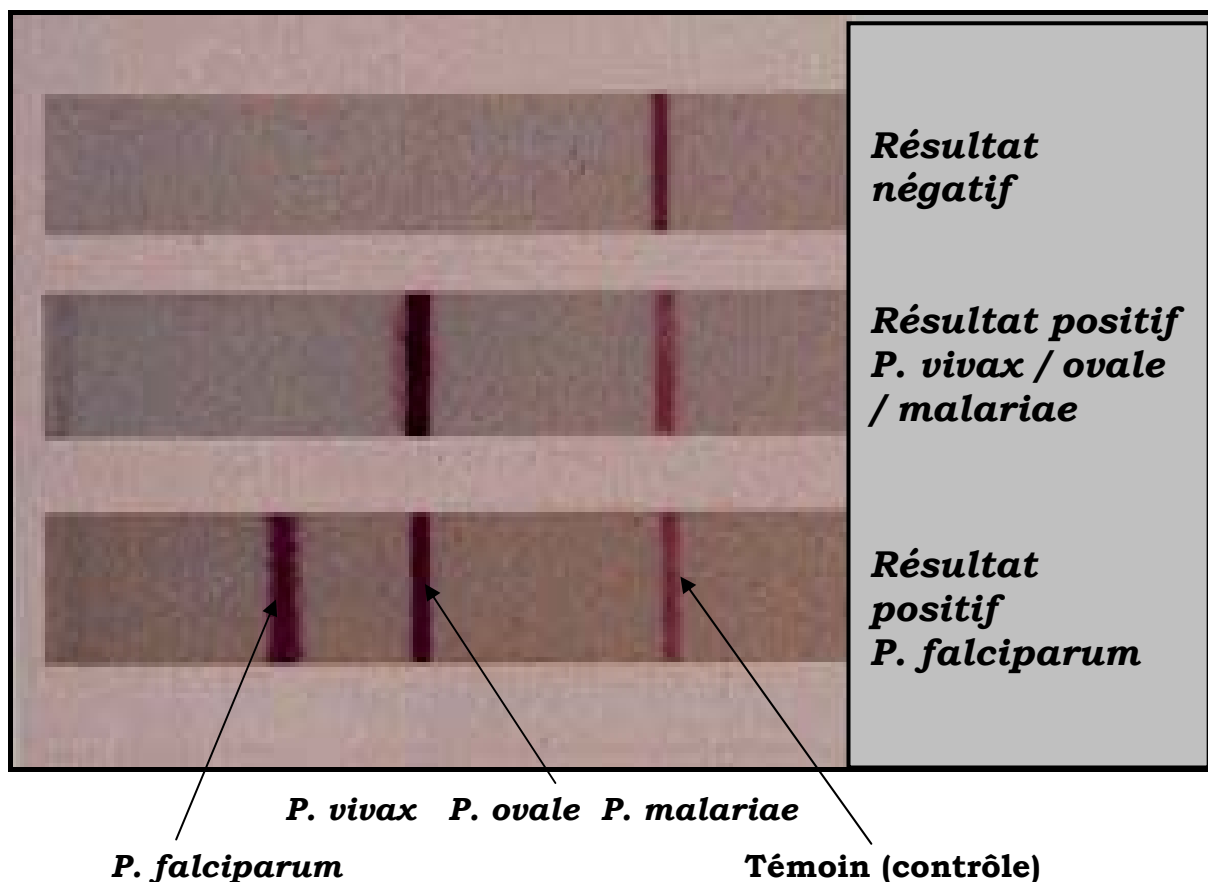 Résultat
négatif
Résultat positif
P. vivax / ovale
/ malariae
Résultat
positif
P. falciparum
P. vivax P. ovale P. malariae
P. falciparum
Témoin (contrôle)